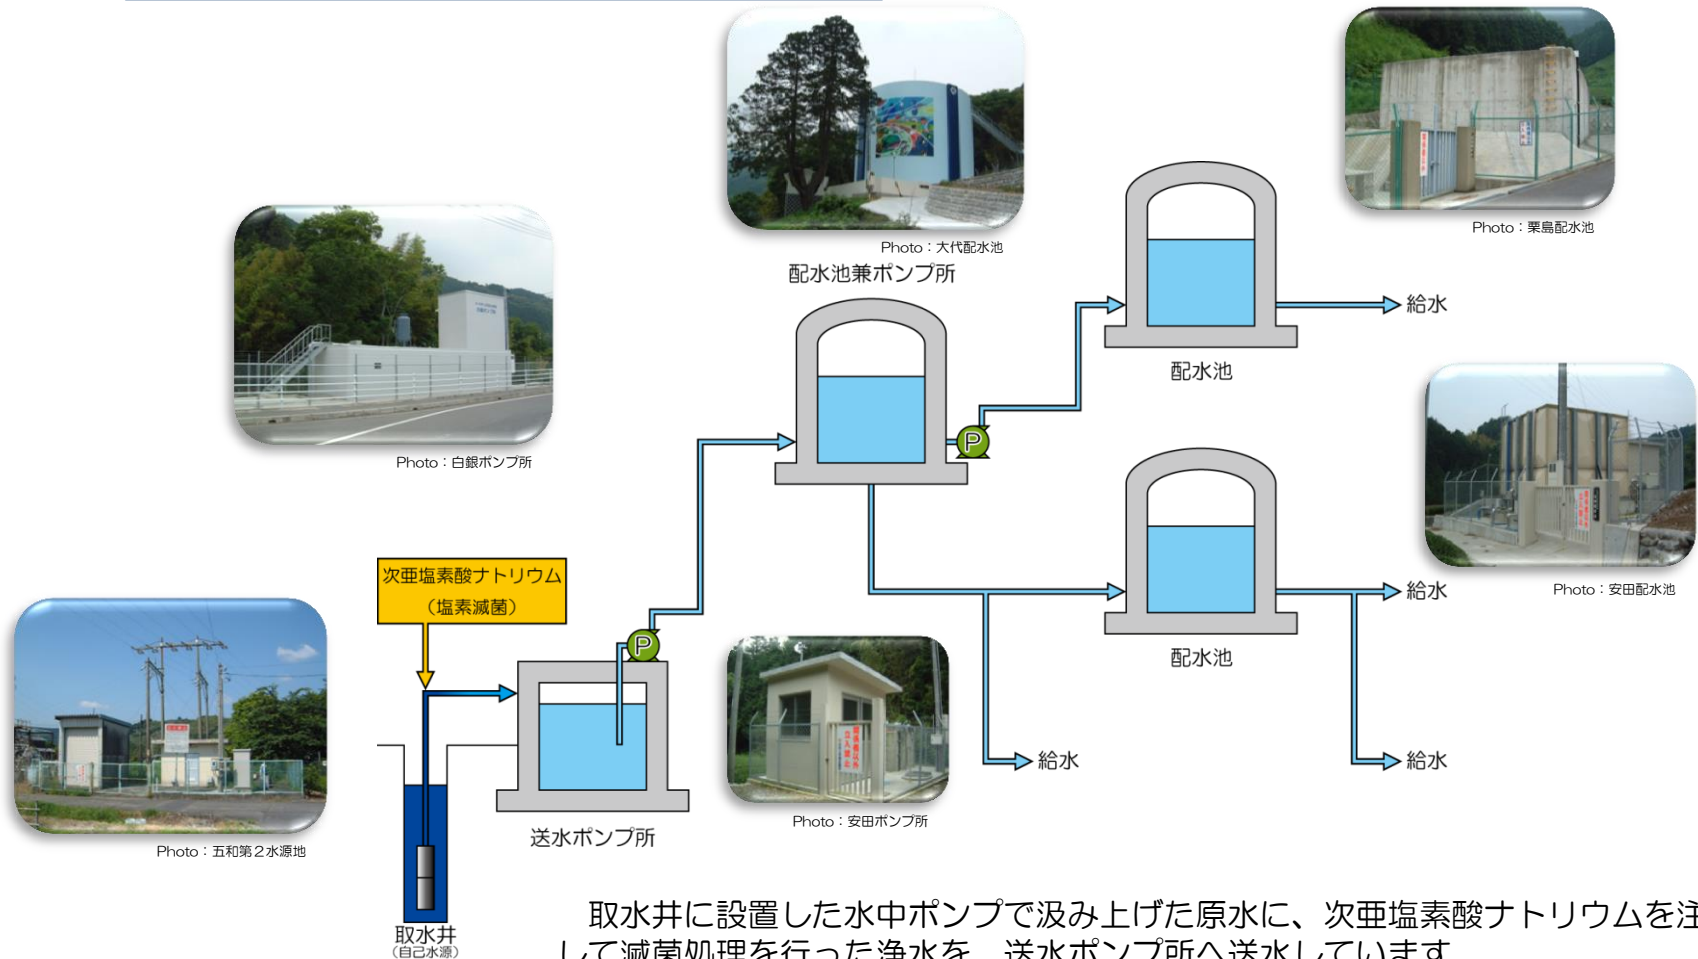 Photo：大代配水池
配水池兼ポンプ所
Photo：栗島配水池
給水
配水池
Photo：白銀ポンプ所
P
P
次亜塩素酸ナトリウム
（塩素滅菌）
給水
Photo：安田配水池
配水池
給水
給水
Photo：安田ポンプ所
送水ポンプ所
Photo：五和第２水源地
取水井
（自己水源）
取水井に設置した水中ポンプで汲み上げた原水に、次亜塩素酸ナトリウムを注
して滅菌処理を行った浄水を、送水ポンプ所へ送水しています